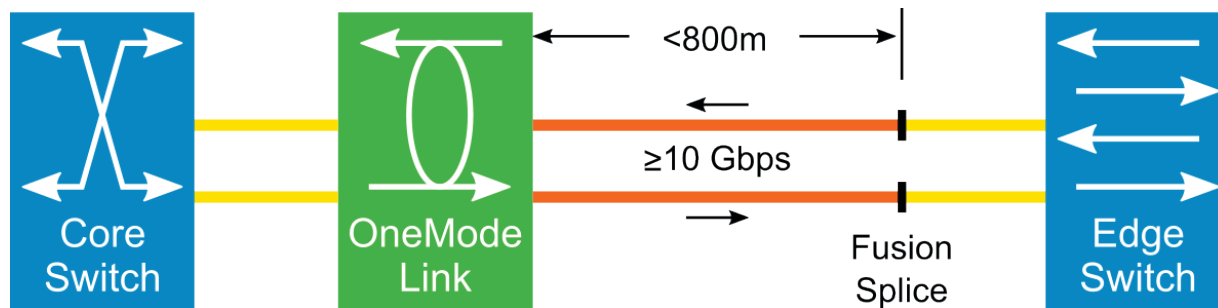 <800m
≥10 Gbps
Core
Switch
OneMode
Link
Fusion
Splice
Edge
Switch